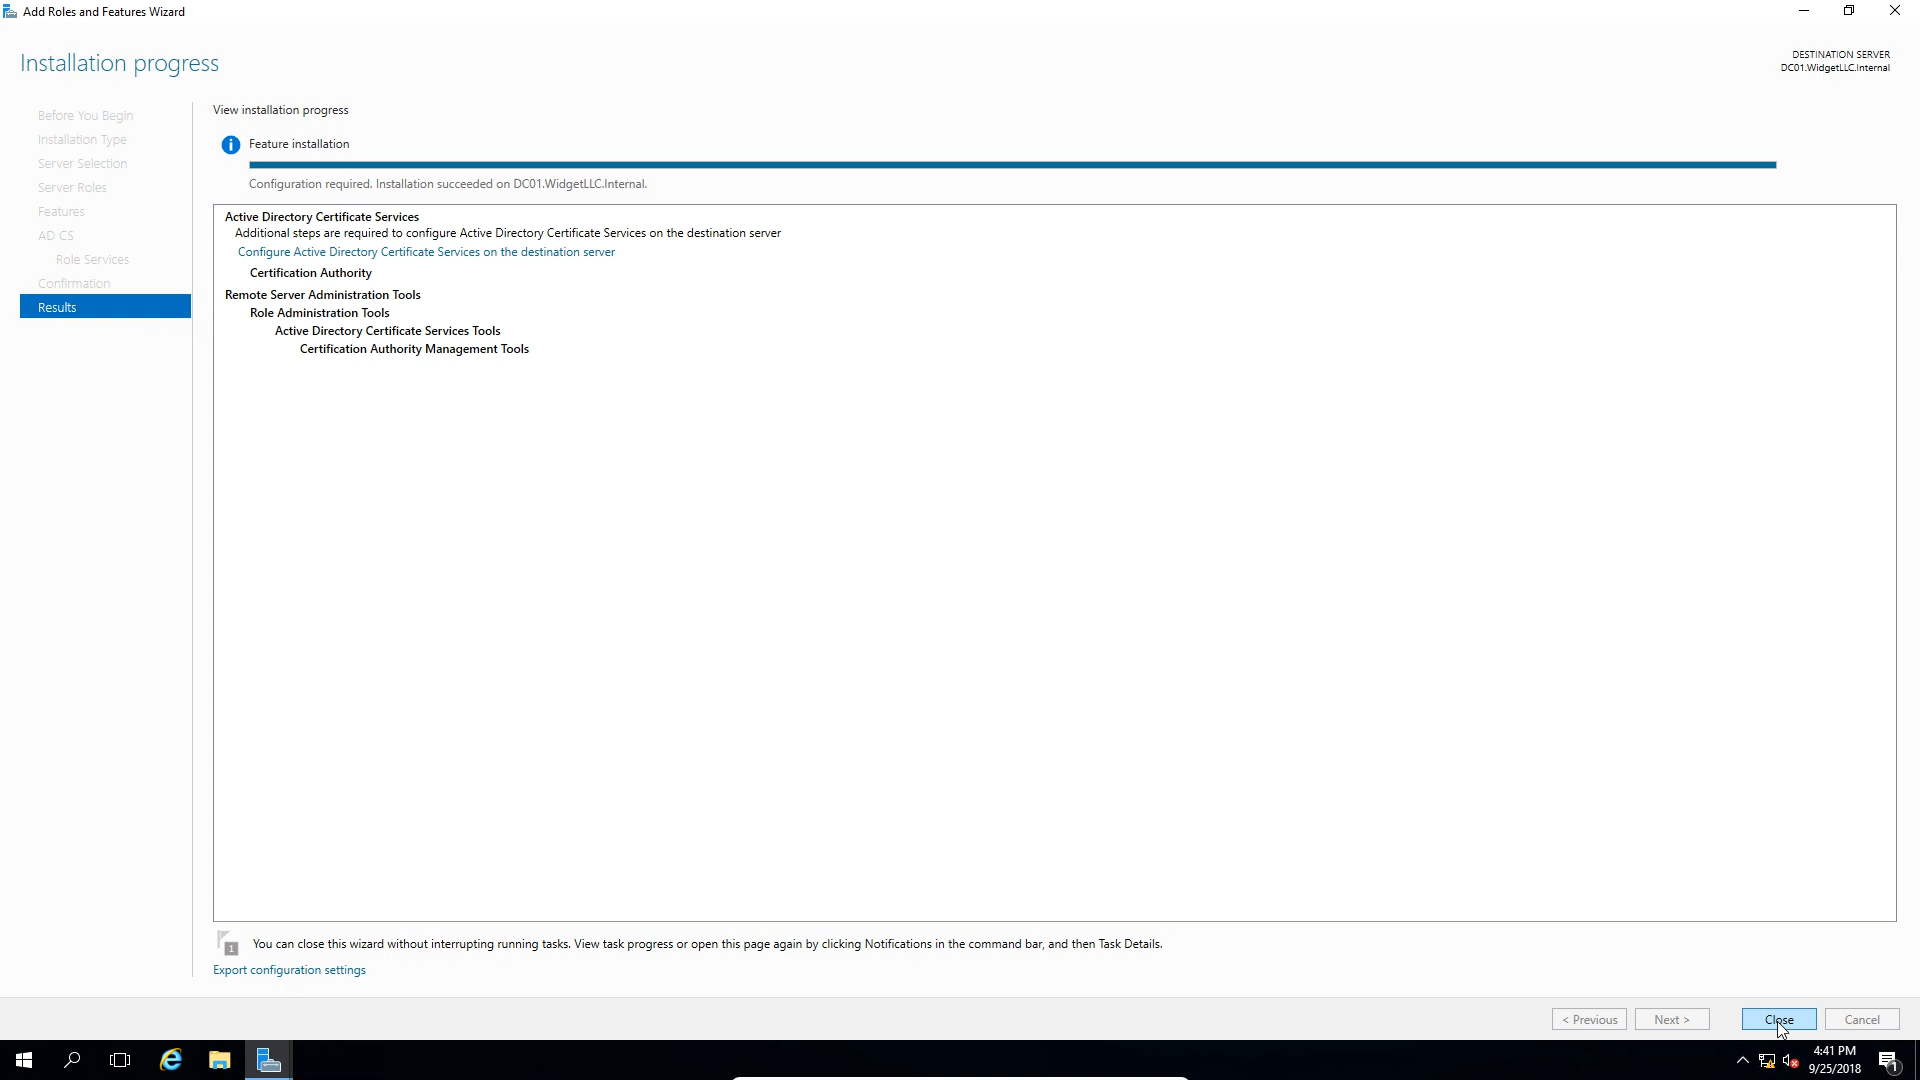 Add Roles and Features Wizard
Installation progress
DESTINATION SERVER
DC01.WidgetLLC.Internal
Before You Begin
Installation Type
Server Selection
Server Roles
Features
AD CS
Role Services
Confirmation
Results
View installation progress
Feature installation
Configuration required. Installation succeeded on DC01.WidgetLLC.Internal.
Active Directory Certificate Services
Additional steps are required to configure Active Directory Certificate Services on the destination server
Configure Active Directory Certificate Services on the destination server
Certification Authority
Remote Server Administration Tools
Role Administration Tools
Active Directory Certificate Services Tools
Certification Authority Management Tools
1 You can close this wizard without interrupting running tasks. View task progress or open this page again by clicking Notifications in the command bar, and then Task Details.
Export configuration settings
< Previous Next > Close Cancel
4:41 PM
9/25/2018
1